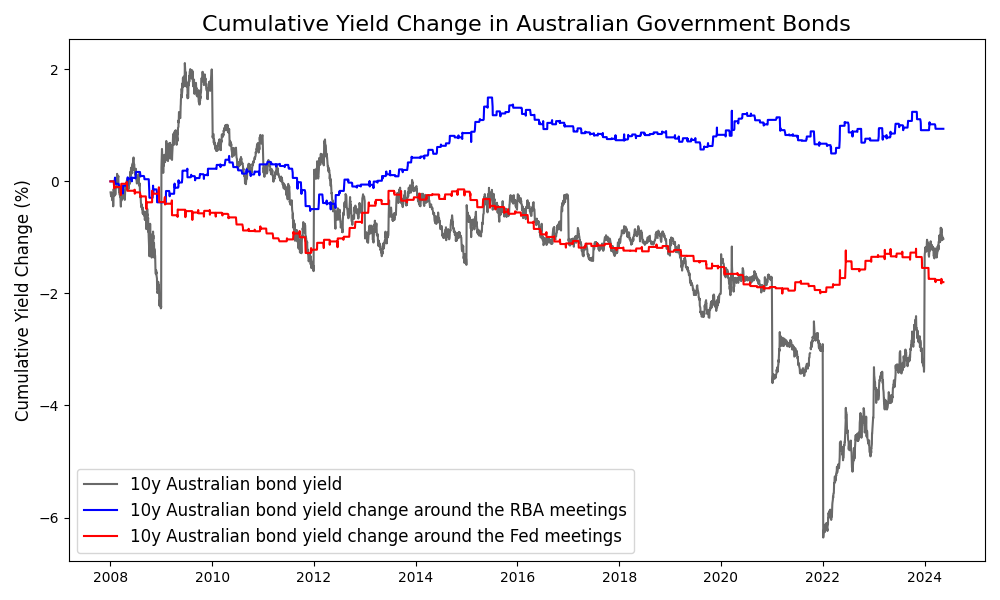 Cumulative Yield Change in Australian Government Bonds
Cumulative Yield Change (%)
2
0
−2
−4
−6
10y Australian bond yield
10y Australian bond yield change around the RBA meetings
10y Australian bond yield change around the Fed meetings
2008 2010 2012 2014 2016 2018 2020 2022 2024